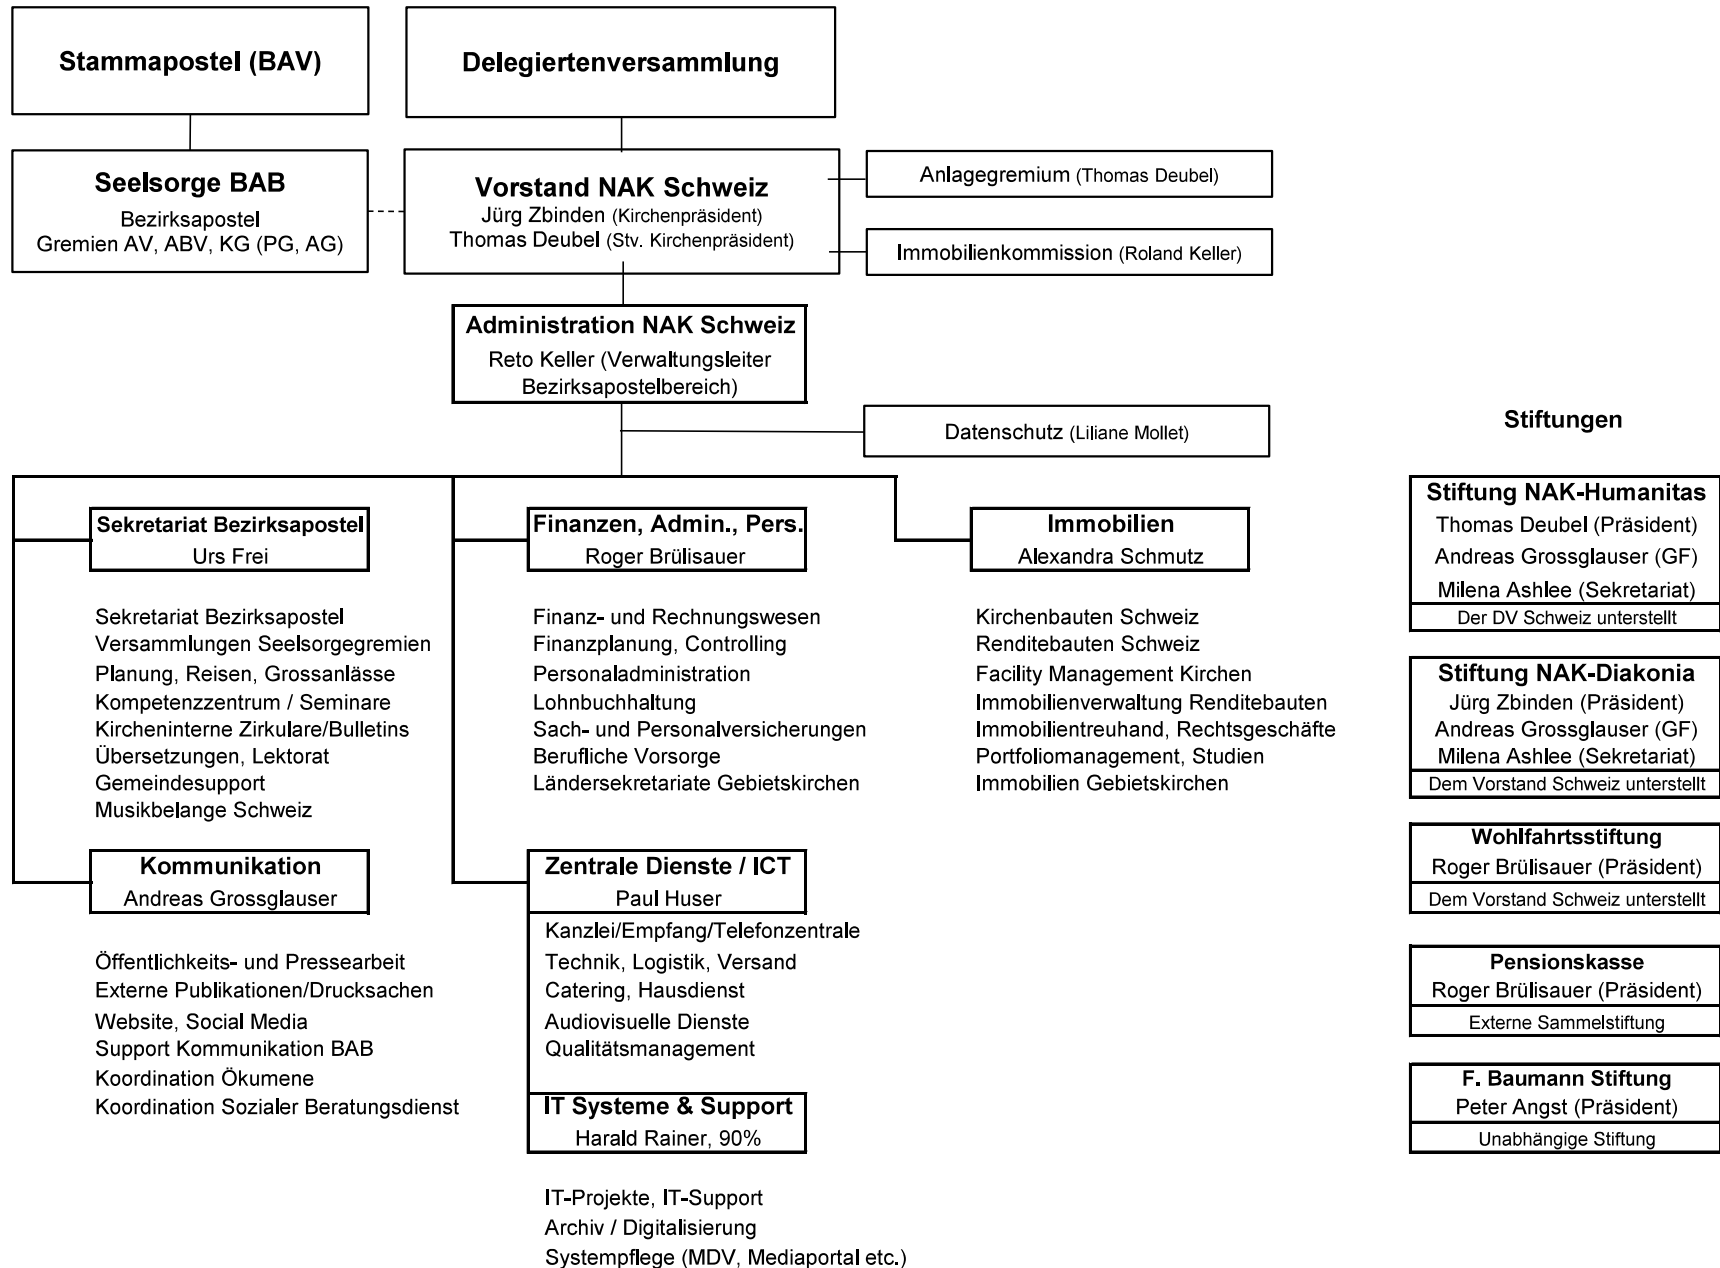 Stammapostel (BAV)
Delegiertenversammlung
Seelsorge BAB
Bezirksapostel
Gremien AV, ABV, KG (PG, AG)
Vorstand NAK Schweiz
Jürg Zbinden (Kirchenpräsident)
Thomas Deubel (Stv. Kirchenpräsident)
Anlagegremium (Thomas Deubel)
Immobilienkommission (Roland Keller)
Administration NAK Schweiz
Reto Keller (Verwaltungsleiter
Bezirksapostelbereich)
Datenschutz (Liliane Mollet)
Sekretariat Bezirksapostel
Urs Frei
Sekretariat Bezirksapostel
Versammlungen Seelsorgegremien
Planung, Reisen, Grossanlässe
Kompetenzzentrum / Seminare
Kircheninterne Zirkulare/Bulletins
Übersetzungen, Lektorat
Gemeindesupport
Musikbelange Schweiz
Kommunikation
Andreas Grossglauser
Öffentlichkeits- und Pressearbeit
Externe Publikationen/Drucksachen
Website, Social Media
Support Kommunikation BAB
Koordination Ökumene
Koordination Sozialer Beratungsdienst
Finanzen, Admin., Pers.
Roger Brülisauer
Finanz- und Rechnungswesen
Finanzplanung, Controlling
Personaladministration
Lohnbuchhaltung
Sach- und Personalversicherungen
Berufliche Vorsorge
Ländersekretariate Gebietskirchen
Zentrale Dienste / ICT
Paul Huser
Kanzlei/Empfang/Telefonzentrale
Technik, Logistik, Versand
Catering, Hausdienst
Audiovisuelle Dienste
Qualitätsmanagement
IT Systeme & Support
Harald Rainer, 90%
IT-Projekte, IT-Support
Archiv / Digitalisierung
Systempflege (MDV, Mediaportal etc.)
Immobilien
Alexandra Schmutz
Kirchenbauten Schweiz
Renditebauten Schweiz
Facility Management Kirchen
Immobilienverwaltung Renditebauten
Immobilientreuhand, Rechtsgeschäfte
Portfoliomanagement, Studien
Immobilien Gebietskirchen
Stiftungen
Stiftung NAK-Humanitas
Thomas Deubel (Präsident)
Andreas Grossglauser (GF)
Milena Ashlee (Sekretariat)
Der DV Schweiz unterstellt
Stiftung NAK-Diakonia
Jürg Zbinden (Präsident)
Andreas Grossglauser (GF)
Milena Ashlee (Sekretariat)
Dem Vorstand Schweiz unterstellt
Wohlfahrtsstiftung
Roger Brülisauer (Präsident)
Dem Vorstand Schweiz unterstellt
Pensionskasse
Roger Brülisauer (Präsident)
Externe Sammelstiftung
F. Baumann Stiftung
Peter Angst (Präsident)
Unabhängige Stiftung